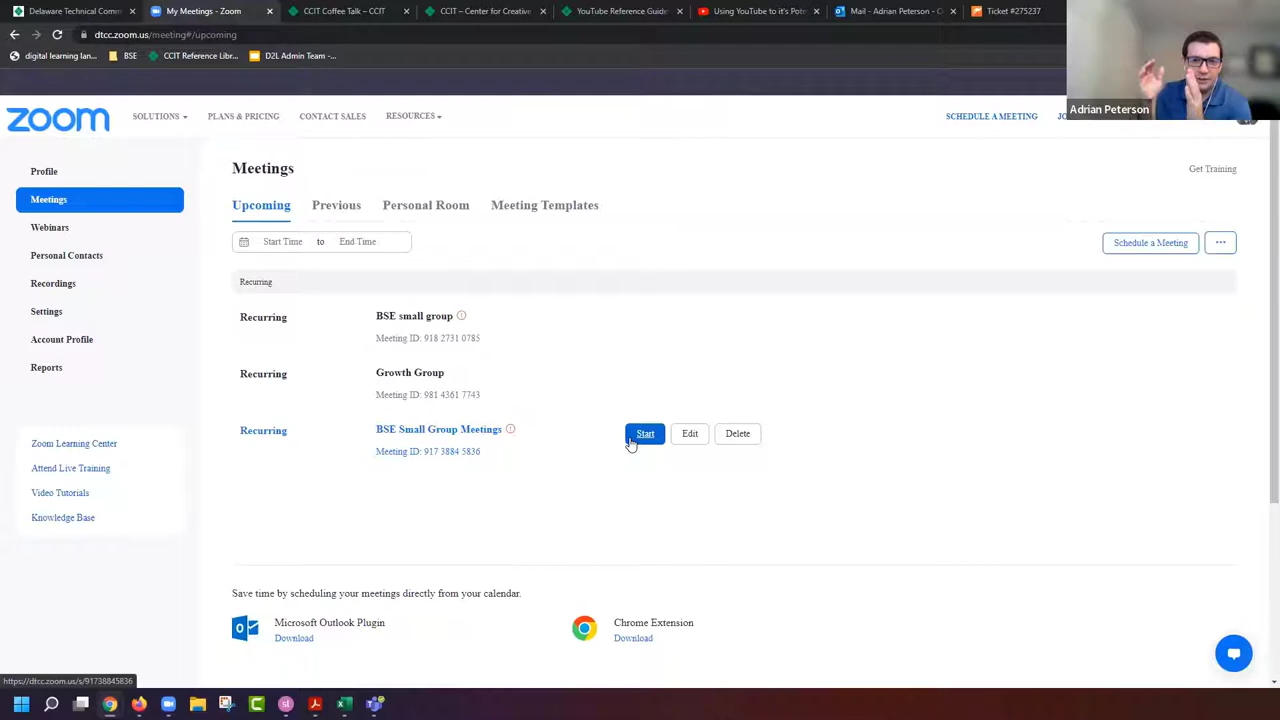 Delaware Technical Comm
My Meetings - Zoom
CCIT Coffee Talk – CCIT
CCIT – Center for Creative
YouTube Reference Guide
Using YouTube to it's Pote
Mail - Adrian Peterson - C
Ticket #275237
dtcc.zoom.us/meeting#/upcoming
digital learning lan...
BSE
CCIT Reference Libr...
D2L Admin Team -...
Adrian Peterson
zoom
SOLUTIONS
PLANS & PRICING
CONTACT SALES
RESOURCES
SCHEDULE A MEETING
Profile
Meetings
Webinars
Personal Contacts
Recordings
Settings
Account Profile
Reports
Zoom Learning Center
Attend Live Training
Video Tutorials
Knowledge Base
Meetings
Get Training
Upcoming
Previous
Personal Room
Meeting Templates
Start Time to End Time
Schedule a Meeting
Recurring
Recurring
BSE small group
Meeting ID: 918 2731 0785
Recurring
Growth Group
Meeting ID: 981 4361 7743
Recurring
BSE Small Group Meetings
Meeting ID: 917 3884 5836
Start
Edit
Delete
Save time by scheduling your meetings directly from your calendar.
Microsoft Outlook Plugin
Download
Chrome Extension
Download
https://dtcc.zoom.us/s/91738845836